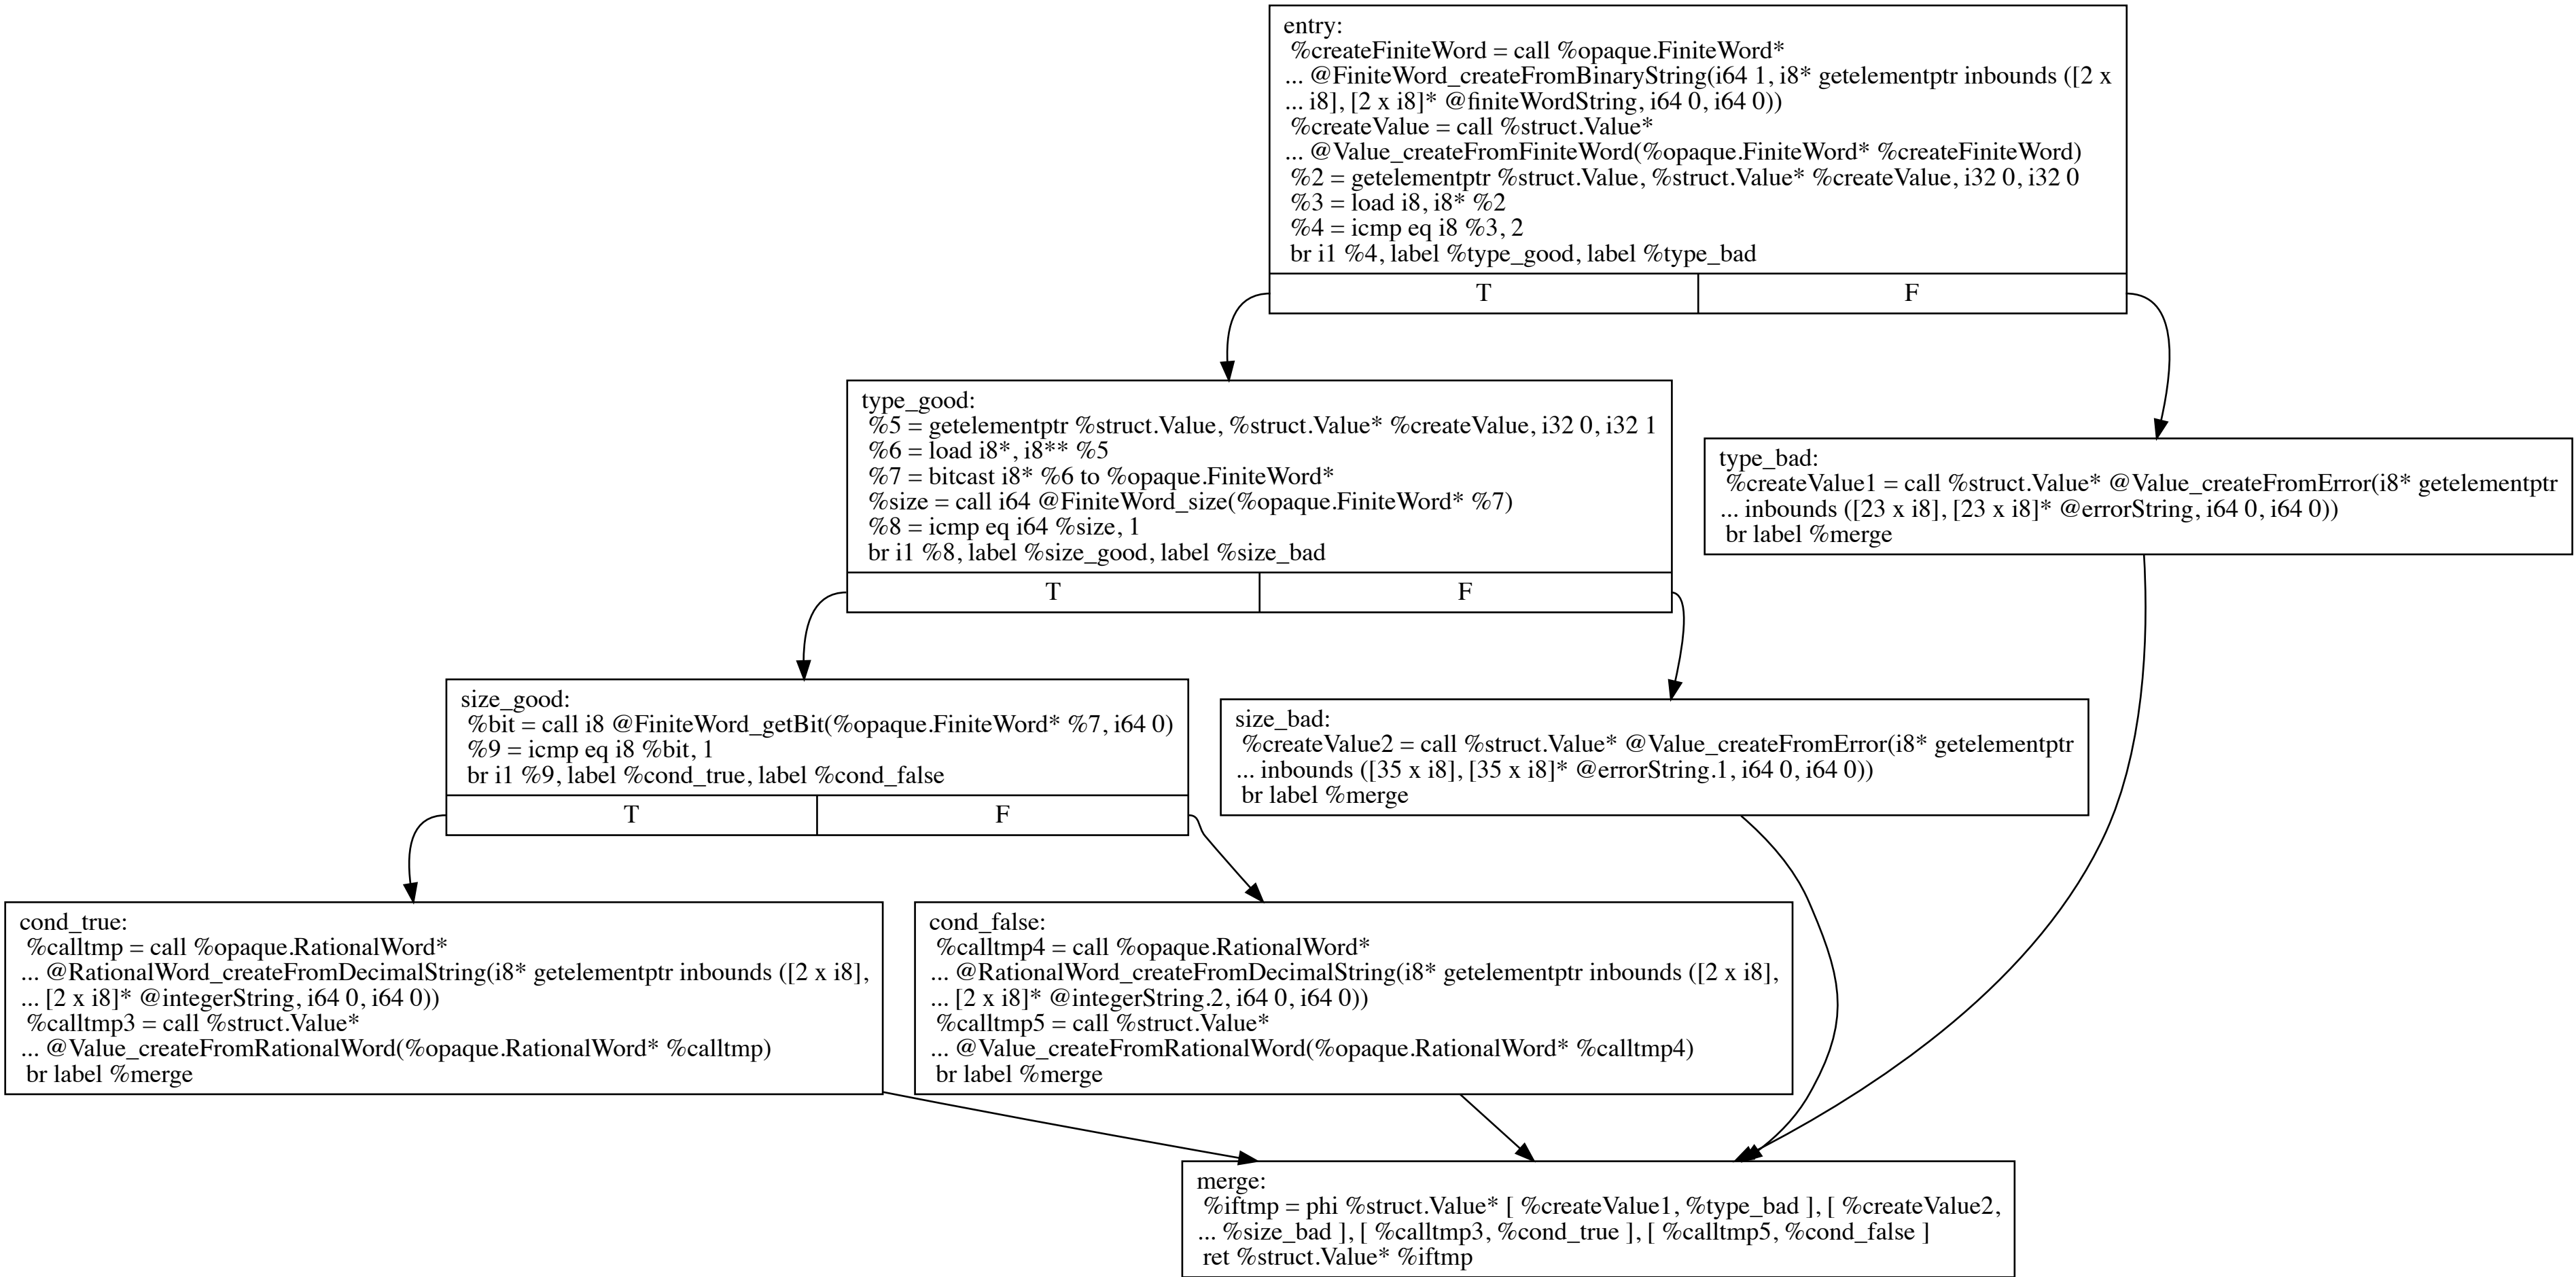 entry:
%createFiniteWord = call %opaque.FiniteWord*
... @FiniteWord_createFromBinaryString(i64 1, i8* getelementptr inbounds ([2 x
... i8], [2 x i8]* @finiteWordString, i64 0, i64 0))
%createValue = call %struct.Value*
... @Value_createFromFiniteWord(%opaque.FiniteWord* %createFiniteWord)
%2 = getelementptr %struct.Value, %struct.Value* %createValue, i32 0, i32 0
%3 = load i8, i8* %2
%4 = icmp eq i8 %3, 2
br i1 %4, label %type_good, label %type_bad
T F
type_good:
%5 = getelementptr %struct.Value, %struct.Value* %createValue, i32 0, i32 1
%6 = load i8*, i8** %5
%7 = bitcast i8* %6 to %opaque.FiniteWord*
%size = call i64 @FiniteWord_size(%opaque.FiniteWord* %7)
%8 = icmp eq i64 %size, 1
br i1 %8, label %size_good, label %size_bad
T F
type_bad:
%createValue1 = call %struct.Value* @Value_createFromError(i8* getelementptr
... inbounds ([23 x i8], [23 x i8]* @errorString, i64 0, i64 0))
br label %merge
size_good:
%bit = call i8 @FiniteWord_getBit(%opaque.FiniteWord* %7, i64 0)
%9 = icmp eq i8 %bit, 1
br i1 %9, label %cond_true, label %cond_false
T F
size_bad:
%createValue2 = call %struct.Value* @Value_createFromError(i8* getelementptr
... inbounds ([35 x i8], [35 x i8]* @errorString.1, i64 0, i64 0))
br label %merge
cond_true:
%calltmp = call %opaque.RationalWord*
... @RationalWord_createFromDecimalString(i8* getelementptr inbounds ([2 x i8],
... [2 x i8]* @integerString, i64 0, i64 0))
%calltmp3 = call %struct.Value*
... @Value_createFromRationalWord(%opaque.RationalWord* %calltmp)
br label %merge
cond_false:
%calltmp4 = call %opaque.RationalWord*
... @RationalWord_createFromDecimalString(i8* getelementptr inbounds ([2 x i8],
... [2 x i8]* @integerString.2, i64 0, i64 0))
%calltmp5 = call %struct.Value*
... @Value_createFromRationalWord(%opaque.RationalWord* %calltmp4)
br label %merge
merge:
%iftmp = phi %struct.Value* [ %createValue1, %type_bad ], [ %createValue2,
... %size_bad ], [ %calltmp3, %cond_true ], [ %calltmp5, %cond_false ]
ret %struct.Value* %iftmp